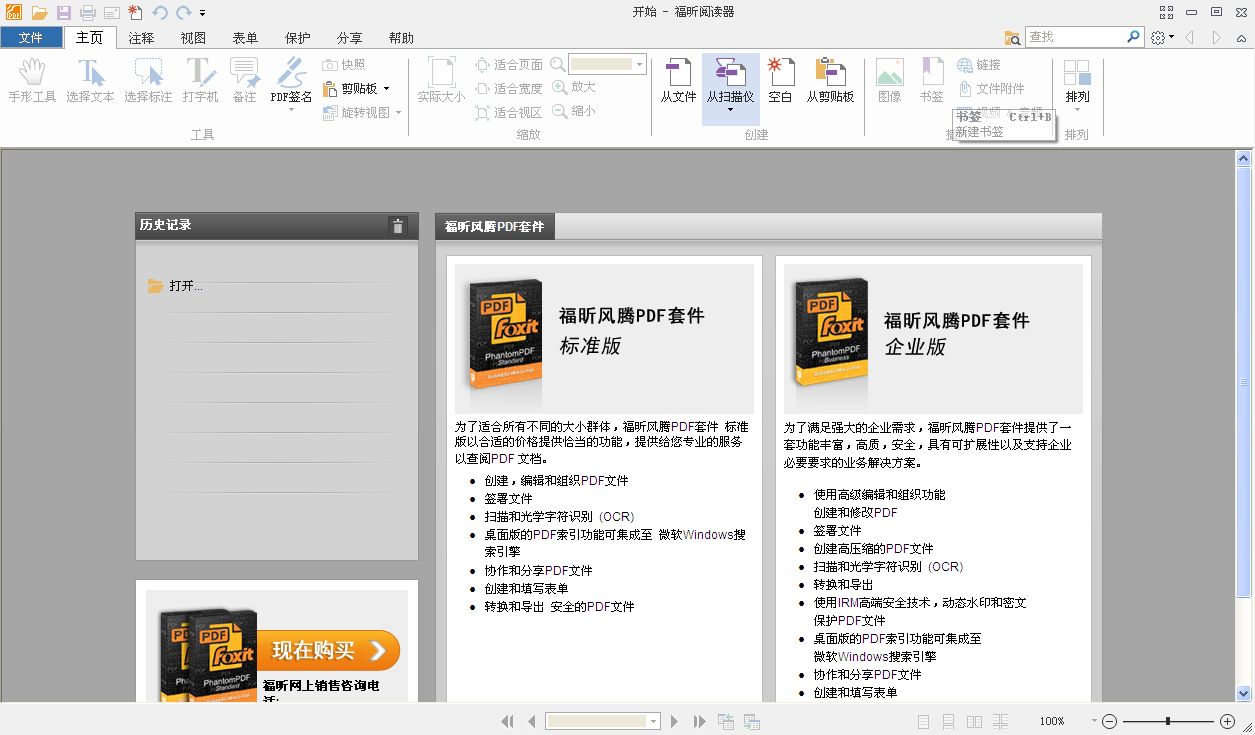 开始 - 福昕阅读器
文件 主页 注释 视图 表单 保护 分享 帮助 查找
手形工具 选择文本 选择标注 打字机 备注 PDF签名
快照
剪贴板
旋转视图
工具
实际大小
适合页面
适合宽度
适合视区
放大
缩小
缩放
从文件 从扫描仪 空白 从剪贴板
创建
图像 书签
链接
文件附件
书签 Ctrl+B
新建书签
排列
排列
历史记录
打开...
福昕风腾PDF套件
福昕风腾PDF套件
标准版
PDF
Foxit
PhantomPDF
Standard
为了适合所有不同的大小群体，福昕风腾PDF套件 标准
版以合适的价格提供恰当的功能，提供给您专业的服务
以查阅PDF 文档。
• 创建，编辑和组织PDF文件
• 签署文件
• 扫描和光学字符识别 (OCR)
• 桌面版的PDF索引功能可集成至 微软Windows搜
索引擎
• 协作和分享PDF文件
• 创建和填写表单
• 转换和导出 安全的PDF文件
福昕风腾PDF套件
企业版
PDF
Foxit
PhantomPDF
Business
为了满足强大的企业需求，福昕风腾PDF套件提供了一
套功能丰富，高质，安全，具有可扩展性以及支持企业
必要要求的业务解决方案。
• 使用高级编辑和组织功能
创建和修改PDF
• 签署文件
• 创建高压缩的PDF文件
• 扫描和光学字符识别 (OCR)
• 转换和导出
• 使用IRM高端安全技术，动态水印和密文
保护PDF文件
• 桌面版的PDF索引功能可集成至
微软Windows搜索引擎
• 协作和分享PDF文件
• 创建和填写表单
PDF
Foxit
PhantomPDF
Standard
现在购买
福昕网上销售咨询电
话:
100%